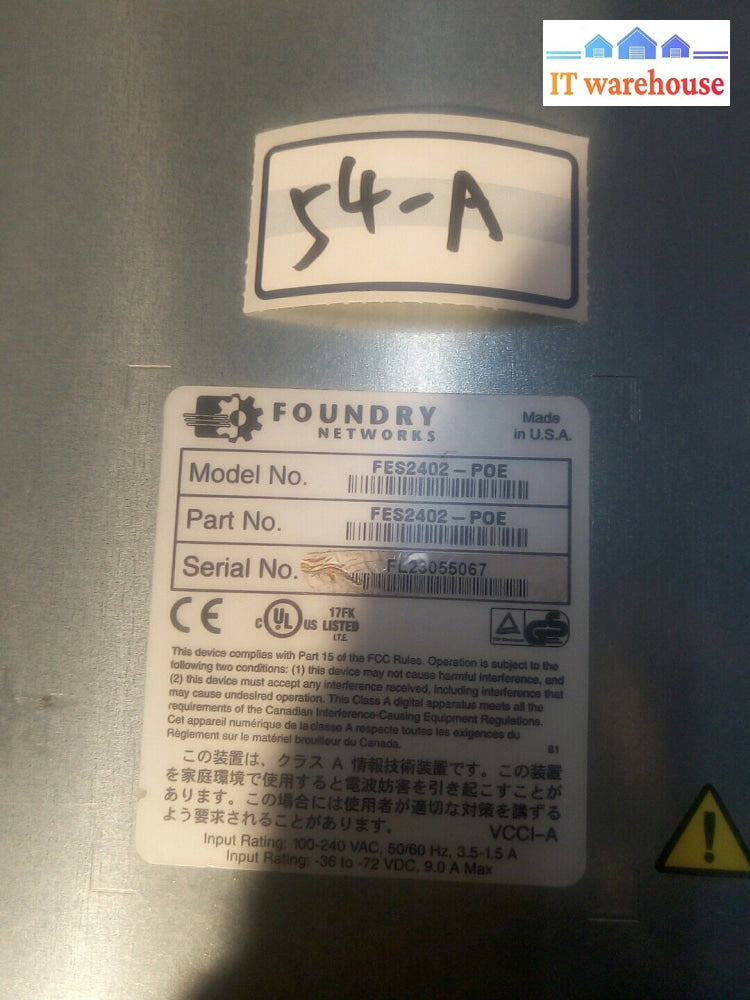 IT warehouse
54-A
FOUNDRY
NETWORKS
Made
in U.S.A.
Model No. FES2402-POE
Part No. FES2402-POE
Serial No. FL23055067
CE
c UL US LISTED
17FK
I.T.E.
This device complies with Part 15 of the FCC Rules. Operation is subject to the
following two conditions: (1) this device may not cause harmful interference, and
(2) this device must accept any interference received, including interference that
may cause undesired operation. This Class A digital apparatus meets all the
requirements of the Canadian Interference-Causing Equipment Regulations.
Cet appareil numérique de la classe A respecte toutes les exigences du
Règlement sur le matériel brouilleur du Canada.
B1
この装置は、クラス A 情報技術装置です。この装置
を家庭環境で使用すると電波妨害を引き起こすことが
あります。この場合には使用者が適切な対策を講ずる
よう要求されることがあります。
VCCI-A
Input Rating: 100-240 VAC, 50/60 Hz, 3.5-1.5 A
Input Rating: -36 to -72 VDC, 9.0 A Max